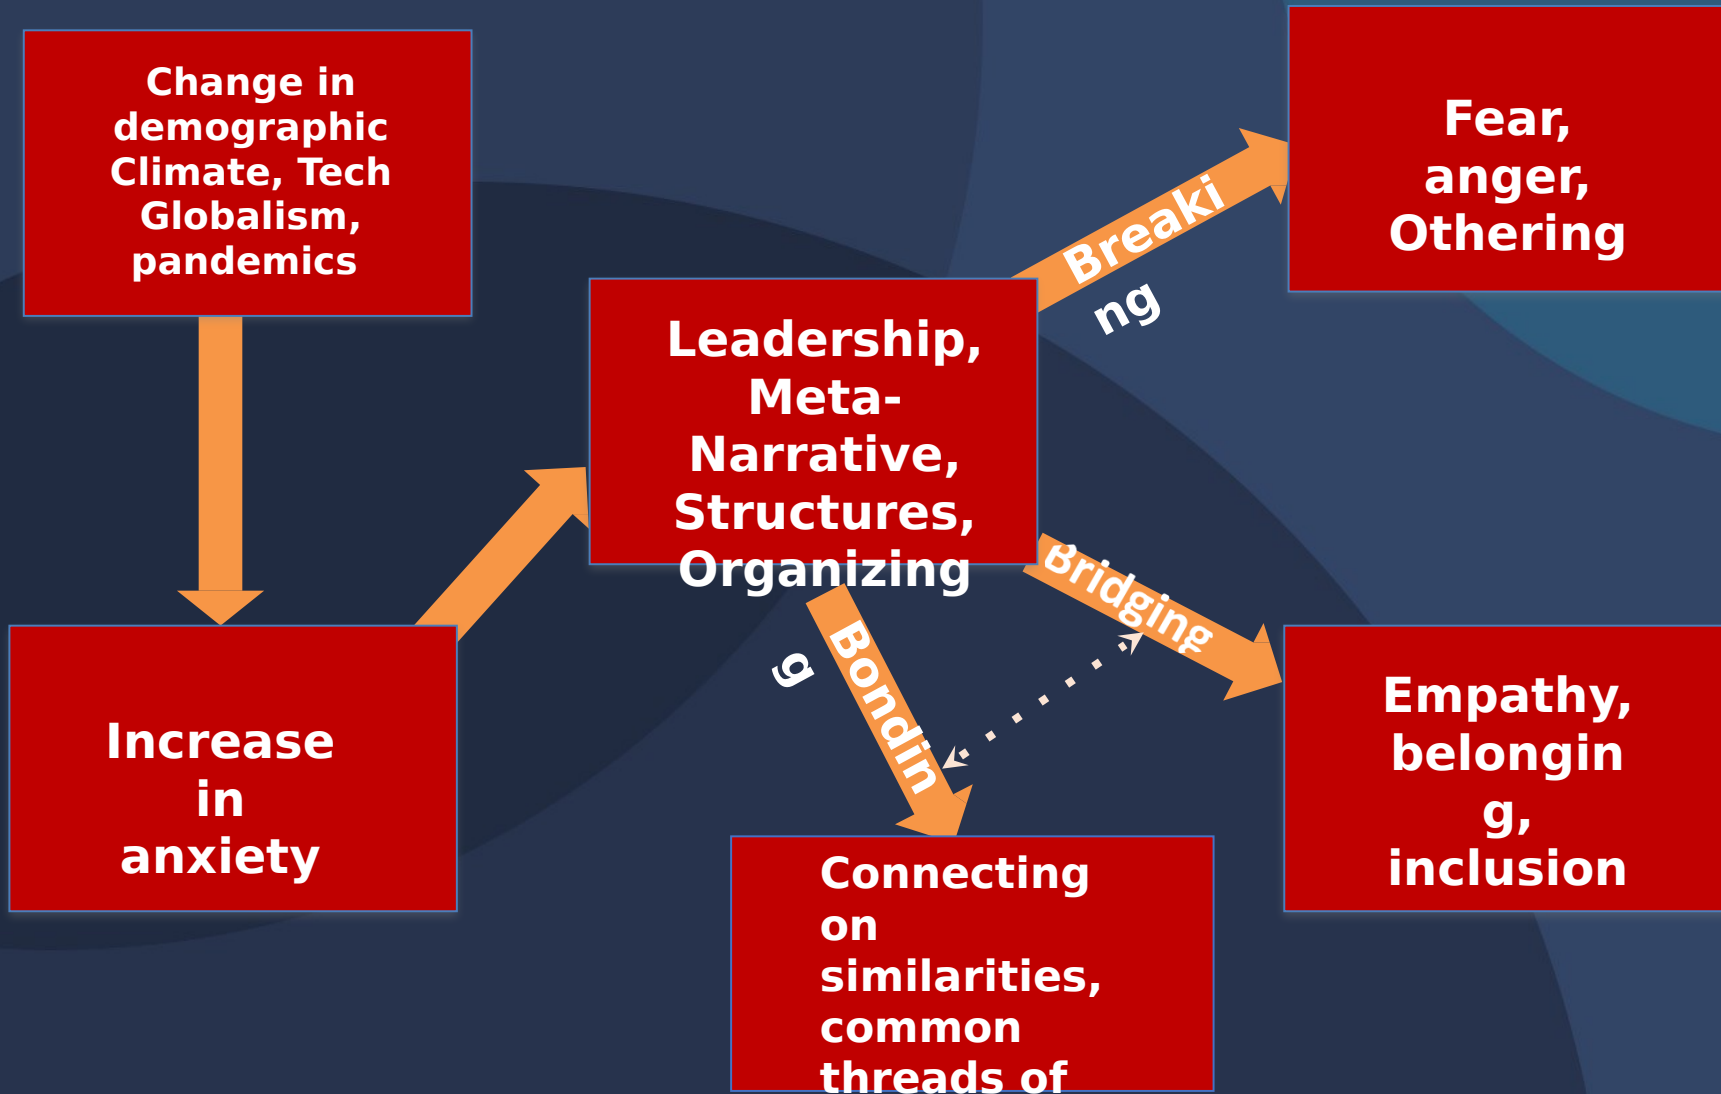 Change in
demographic
Climate, Tech
Globalism,
pandemics
Increase
in
anxiety
Leadership,
Meta-
Narrative,
Structures,
Organizing
Breaki
ng
Fear,
anger,
Othering
Bridging
Empathy,
belongin
g,
inclusion
Bondin
g
Connecting
on
similarities,
common
threads of